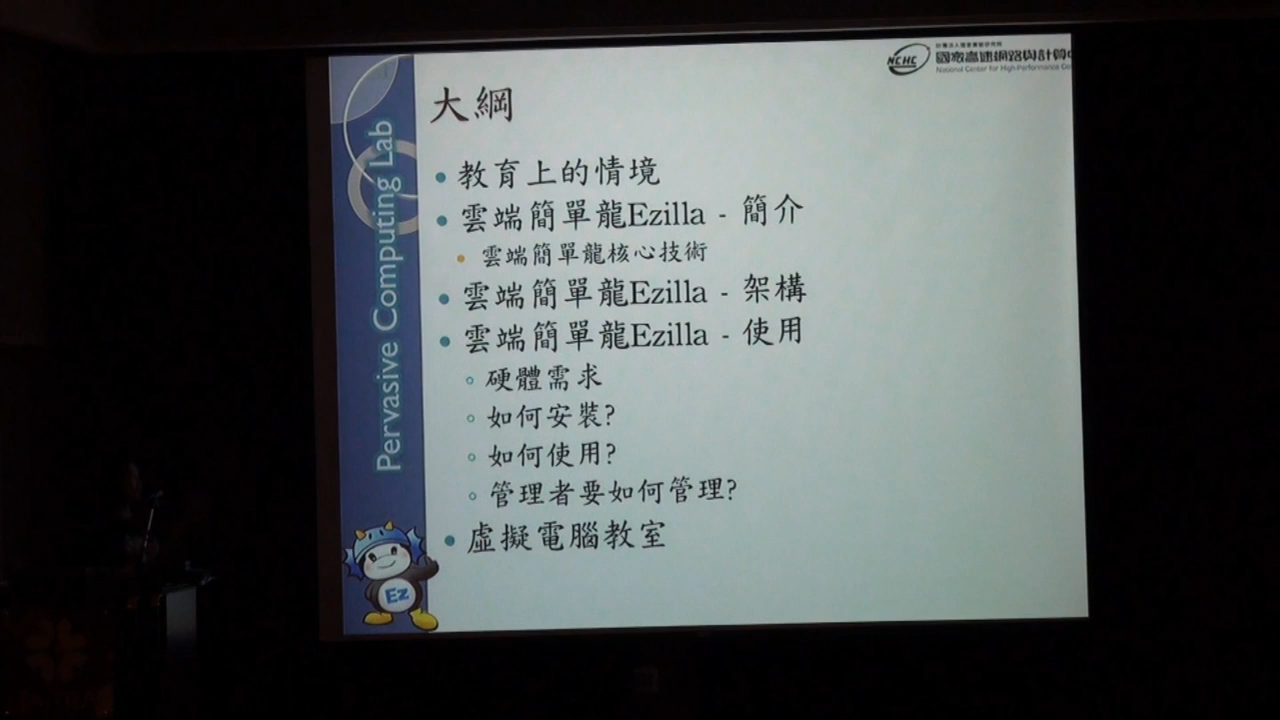 財團法人國家實驗研究院
NCHC 國家高速網路與計算
National Center for High-Performance Co
大綱
教育上的情境
雲端簡單龍Ezilla - 簡介
雲端簡單龍核心技術
雲端簡單龍Ezilla - 架構
雲端簡單龍Ezilla - 使用
硬體需求
如何安裝?
如何使用?
管理者要如何管理?
虛擬電腦教室
Pervasive Computing Lab
Ez